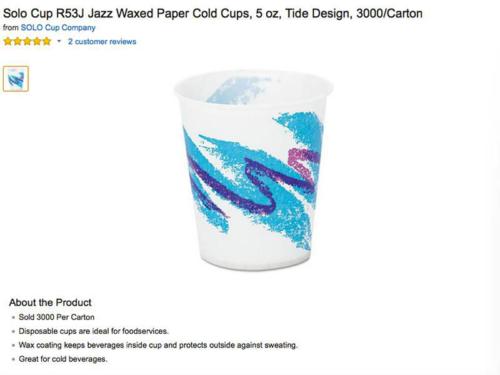 Solo Cup R53J Jazz Waxed Paper Cold Cups, 5 oz, Tide Design, 3000/Carton
from SOLO Cup Company
2 customer reviews
About the Product
Sold 3000 Per Carton
Disposable cups are ideal for foodservices.
Wax coating keeps beverages inside cup and protects outside against sweating.
Great for cold beverages.